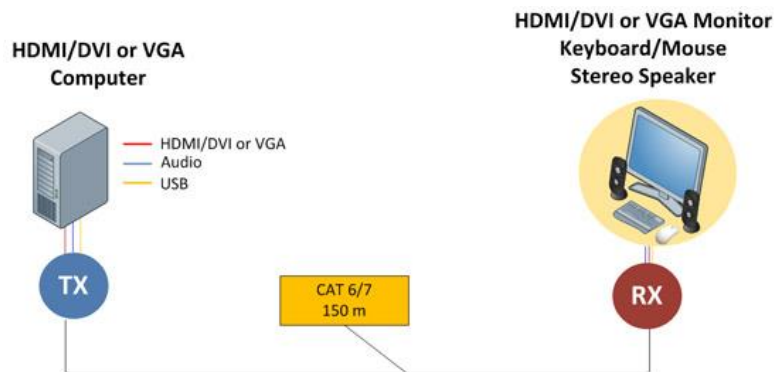 HDMI/DVI or VGA
Computer
HDMI/DVI or VGA
Audio
USB
TX
CAT 6/7
150 m
HDMI/DVI or VGA Monitor
Keyboard/Mouse
Stereo Speaker
RX